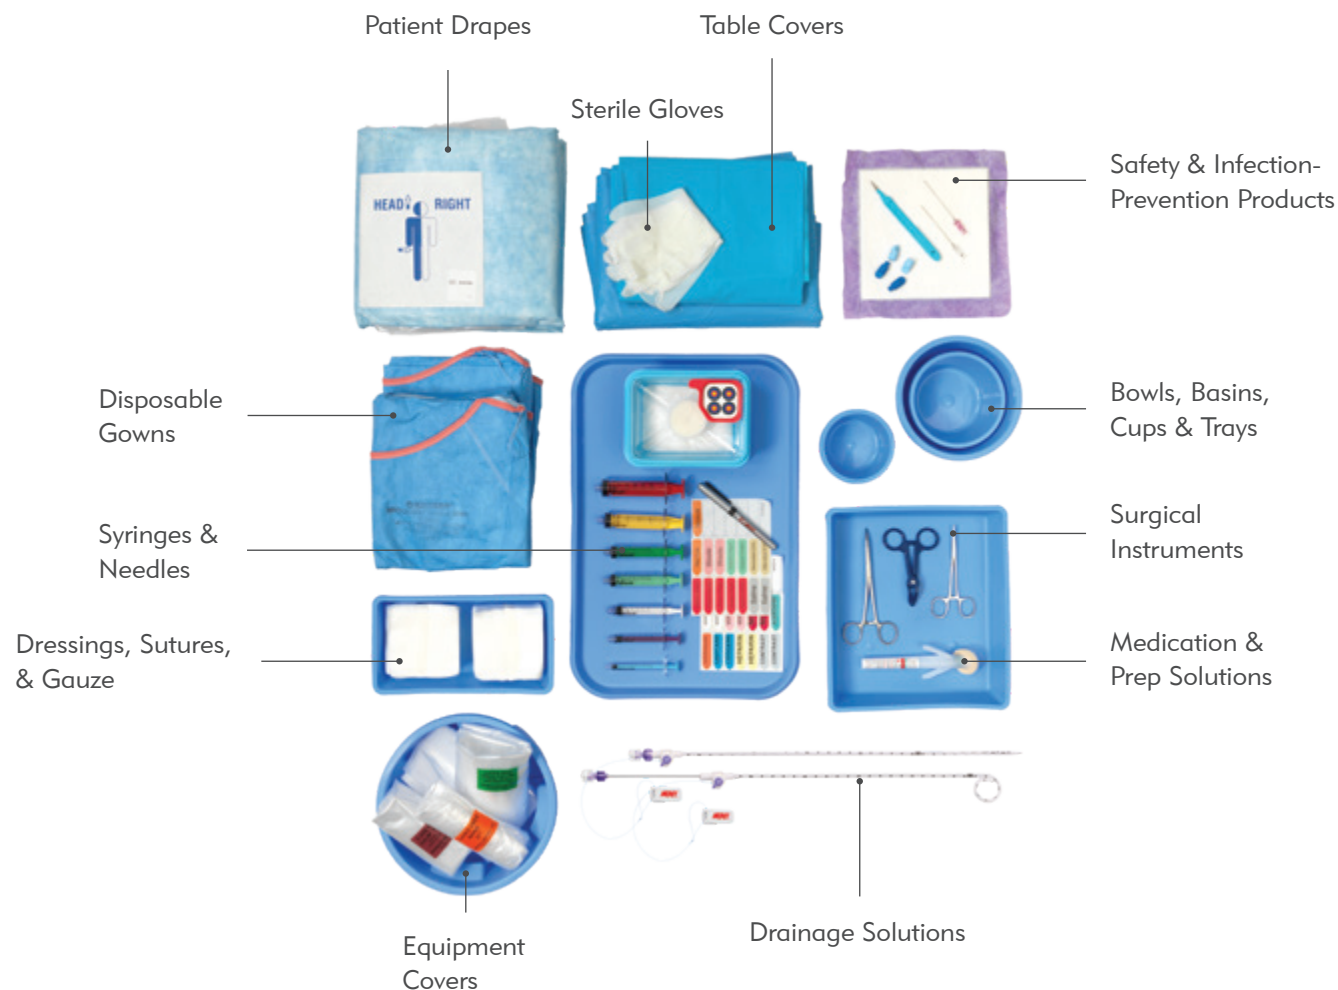 Patient Drapes
Table Covers
Sterile Gloves
Safety & Infection-
Prevention Products
HEAD RIGHT
Disposable
Gowns
Bowls, Basins,
Cups & Trays
Syringes &
Needles
Surgical
Instruments
Dressings, Sutures,
& Gauze
Medication &
Prep Solutions
Drainage Solutions
Equipment
Covers